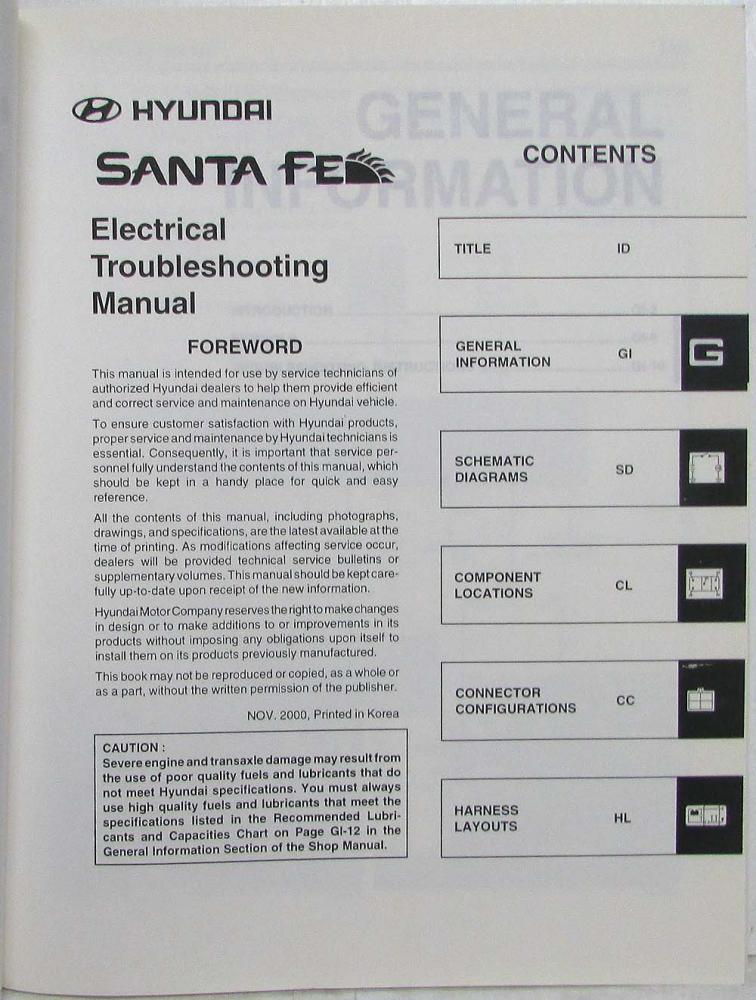 HYUNDAI
SANTA FE
Electrical
Troubleshooting
Manual
FOREWORD
This manual is intended for use by service technicians of
authorized Hyundai dealers to help them provide efficient
and correct service and maintenance on Hyundai vehicle.
To ensure customer satisfaction with Hyundai products,
proper service and maintenance by Hyundai technicians is
essential. Consequently, it is important that service per-
sonnel fully understand the contents of this manual, which
should be kept in a handy place for quick and easy
reference.
All the contents of this manual, including photographs,
drawings, and specifications, are the latest available at the
time of printing. As modifications affecting service occur,
dealers will be provided technical service bulletins or
supplementary volumes. This manual should be kept care-
fully up-to-date upon receipt of the new information.
Hyundai Motor Company reserves the right to make changes
in design or to make additions to or improvements in its
products without imposing any obligations upon itself to
install them on its products previously manufactured.
This book may not be reproduced or copied, as a whole or
as a part, without the written permission of the publisher.
NOV. 2000, Printed in Korea
CAUTION :
Severe engine and transaxle damage may result from
the use of poor quality fuels and lubricants that do
not meet Hyundai specifications. You must always
use high quality fuels and lubricants that meet the
specifications listed in the Recommended Lubri-
cants and Capacities Chart on Page GI-12 in the
General Information Section of the Shop Manual.
CONTENTS
TITLE ID
GENERAL
INFORMATION GI
G
SCHEMATIC
DIAGRAMS SD
COMPONENT
LOCATIONS CL
CONNECTOR
CONFIGURATIONS CC
HARNESS
LAYOUTS HL
GENERAL
INFORMATION
INTRODUCTION